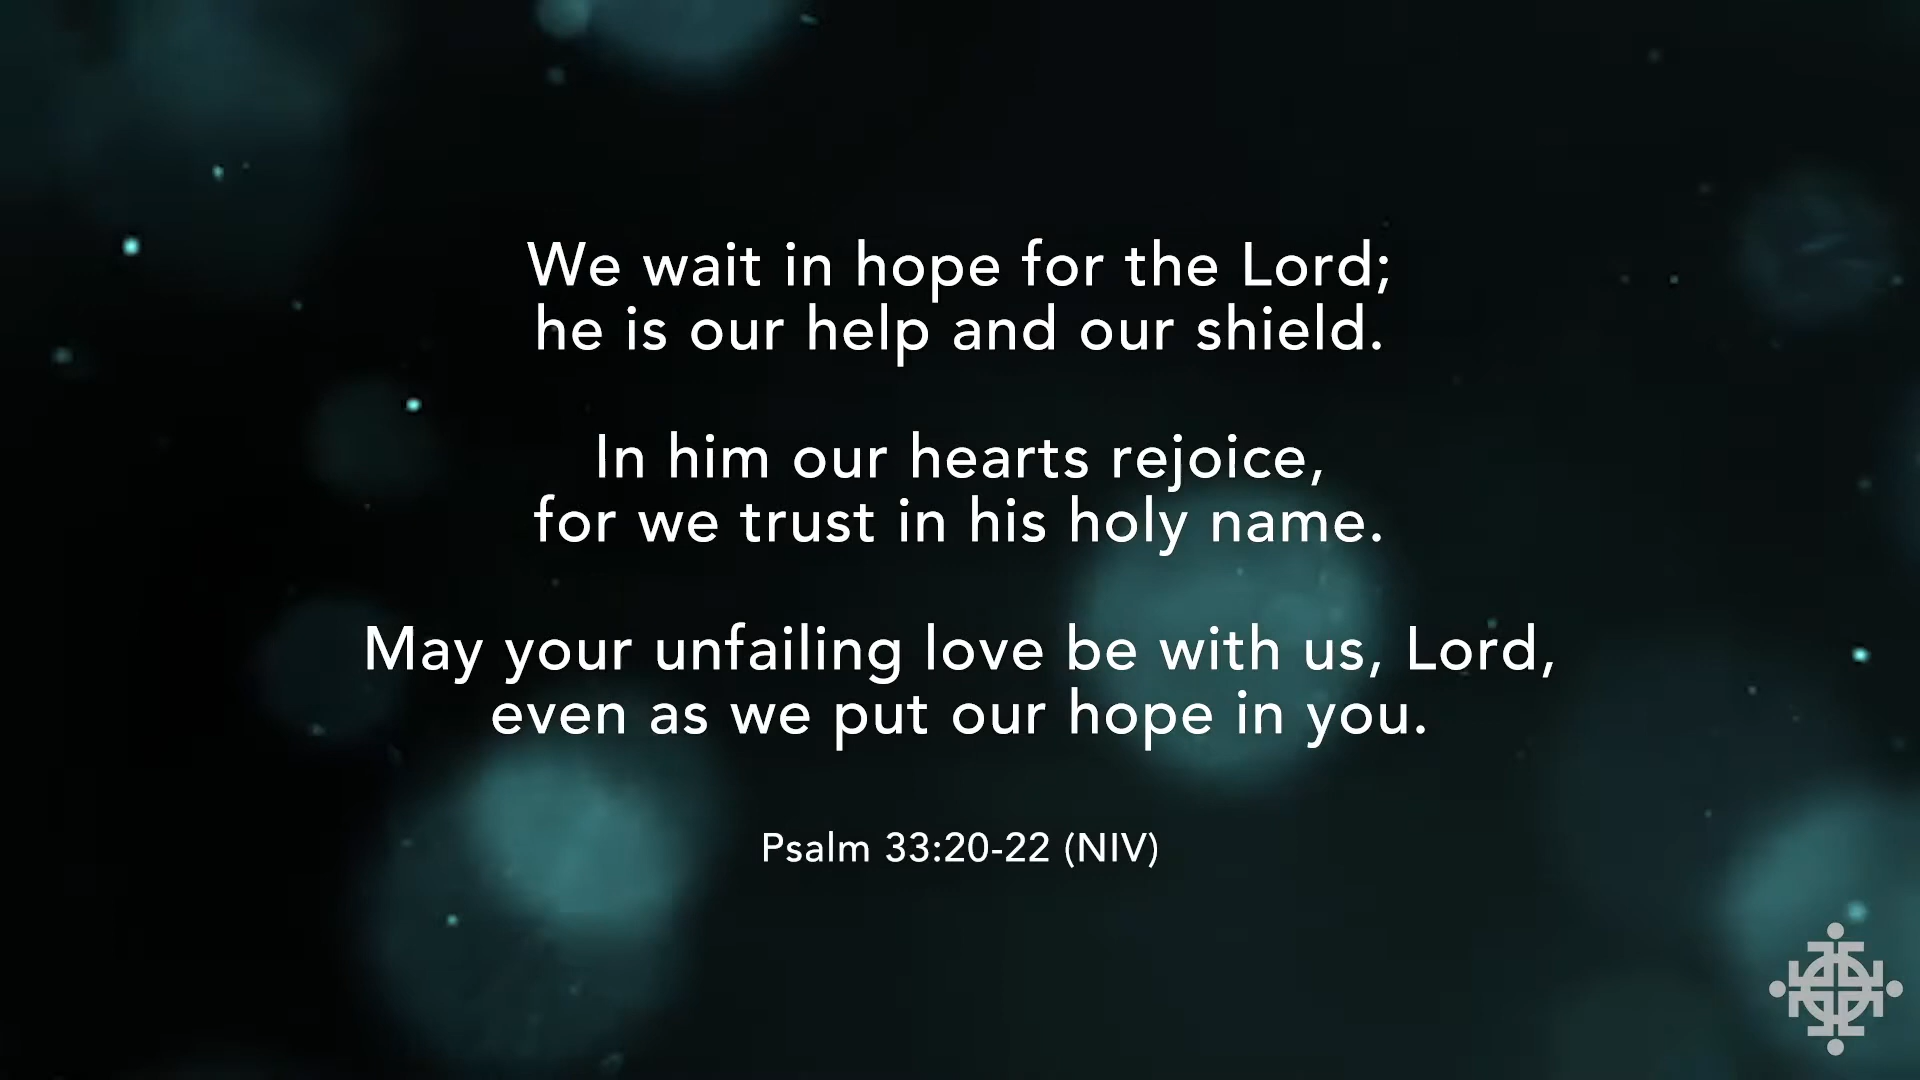 We wait in hope for the Lord;
he is our help and our shield.
In him our hearts rejoice,
for we trust in his holy name.
May your unfailing love be with us, Lord,
even as we put our hope in you.
Psalm 33:20-22 (NIV)